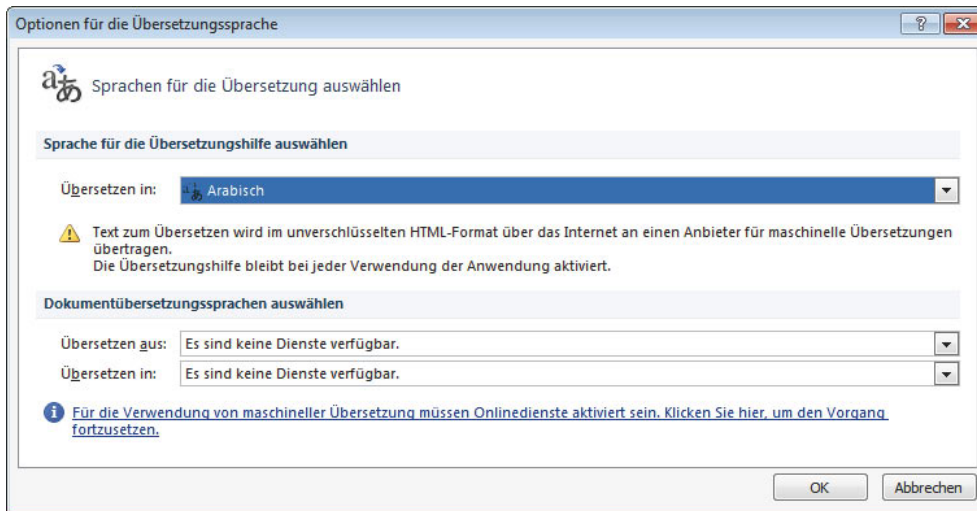 Optionen für die Übersetzungssprache
Sprachen für die Übersetzung auswählen
Sprache für die Übersetzungshilfe auswählen
Übersetzen in: Arabisch
Text zum Übersetzen wird im unverschlüsselten HTML-Format über das Internet an einen Anbieter für maschinelle Übersetzungen
übertragen.
Die Übersetzungshilfe bleibt bei jeder Verwendung der Anwendung aktiviert.
Dokumentübersetzungssprachen auswählen
Übersetzen aus: Es sind keine Dienste verfügbar.
Übersetzen in: Es sind keine Dienste verfügbar.
Für die Verwendung von maschineller Übersetzung müssen Onlinedienste aktiviert sein. Klicken Sie hier, um den Vorgang
fortzusetzen.
OK Abbrechen